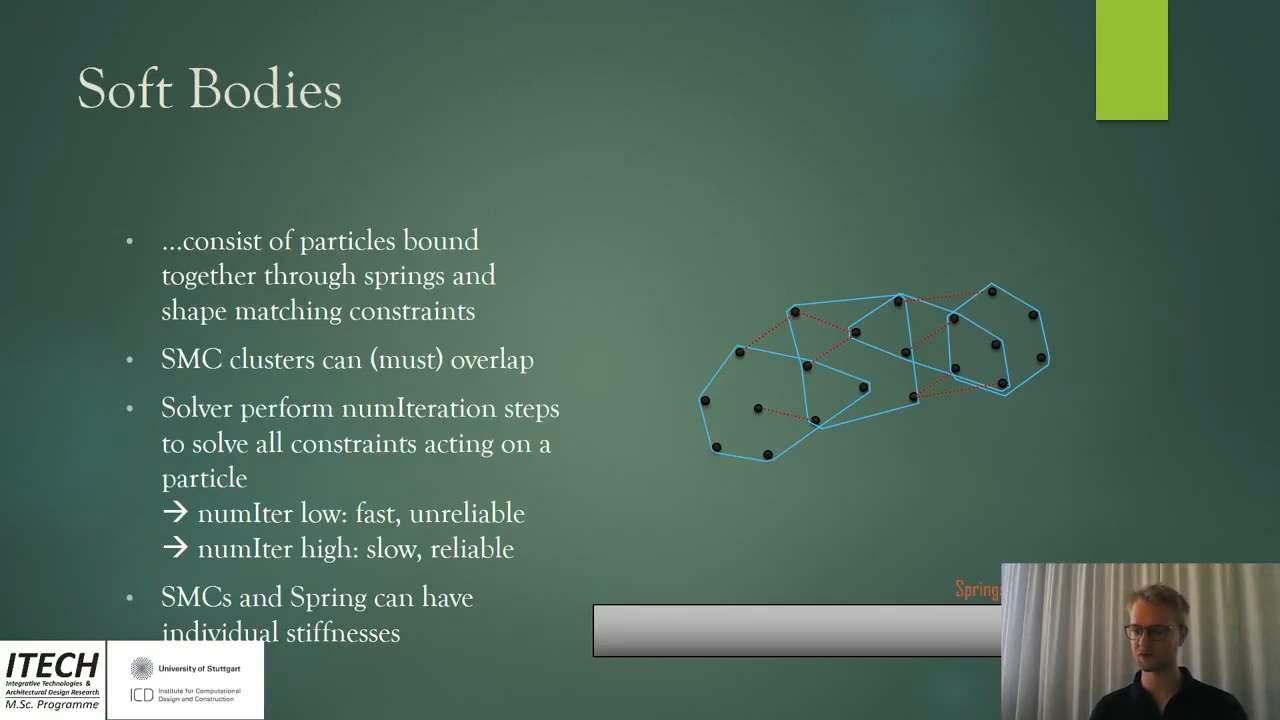 Soft Bodies
• ...consist of particles bound
together through springs and
shape matching constraints
• SMC clusters can (must) overlap
• Solver perform numIteration steps
to solve all constraints acting on a
particle
→ numIter low: fast, unreliable
→ numIter high: slow, reliable
• SMCs and Spring can have
individual stiffnesses
ITECH
Integrative Technologies &
Architectural Design Research
M.Sc. Programme
University of Stuttgart
ICD
Institute for Computational
Design and Construction